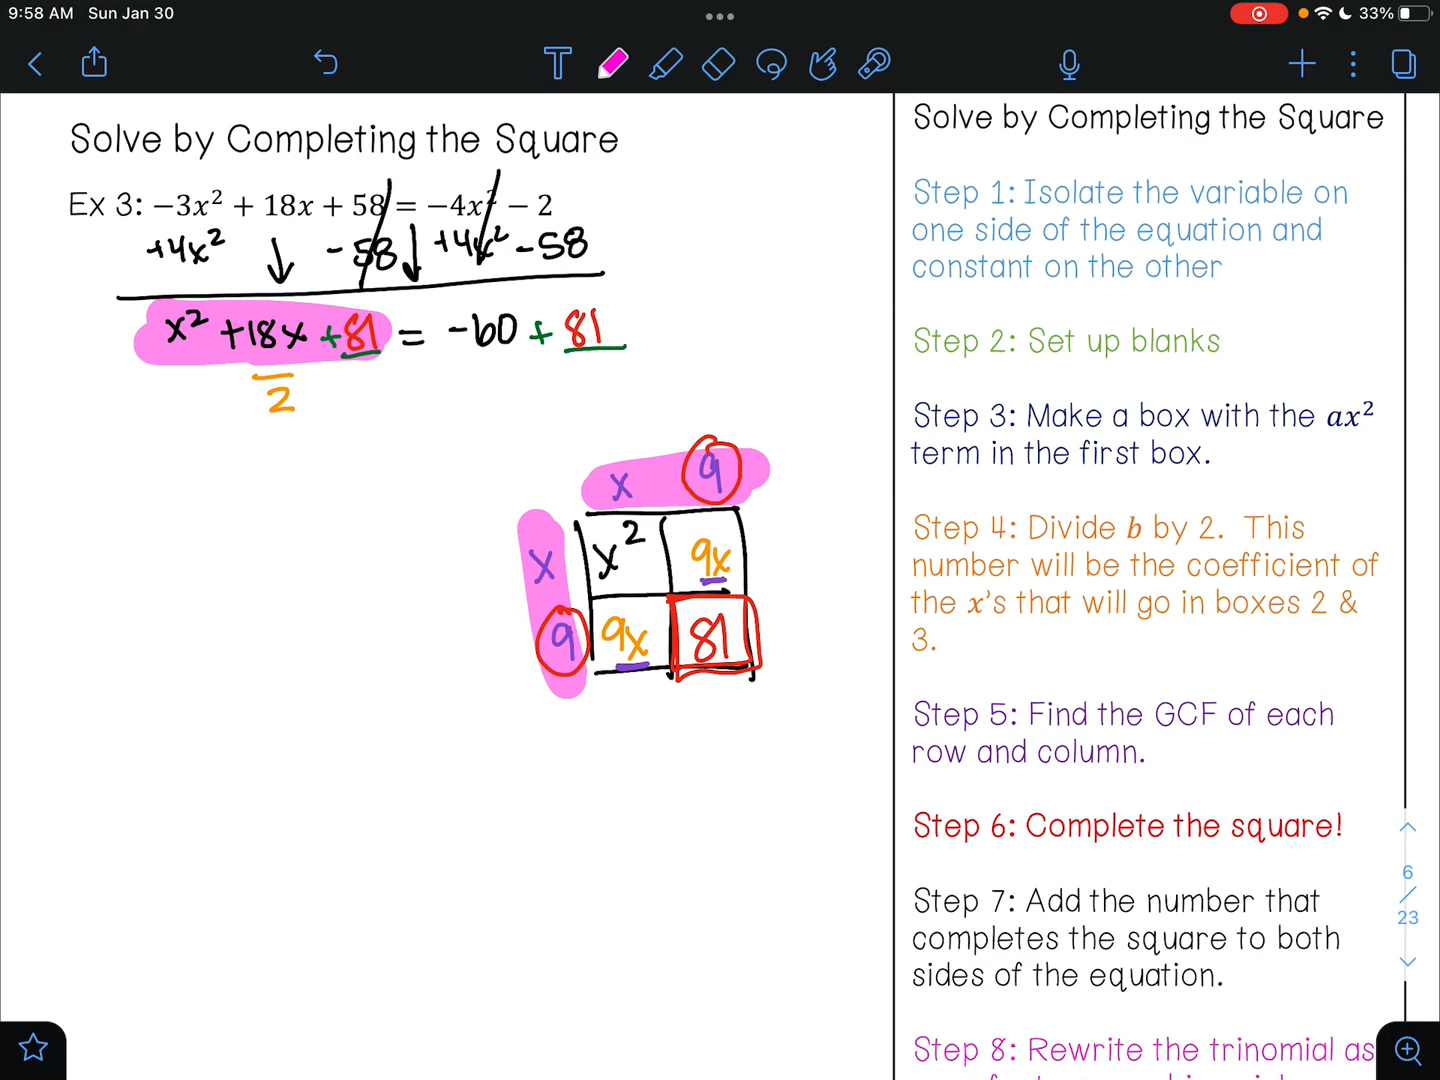 9:58 AM Sun Jan 30
33%
Solve by Completing the Square
Ex 3: −3x² + 18x + 58 = −4x² − 2
+4x² - 58 +4x² - 58
x² + 18x + 81 = -60 + 81
2
x 9
x x² 9x
9 9x 81
Solve by Completing the Square
Step 1: Isolate the variable on
one side of the equation and
constant on the other
Step 2: Set up blanks
Step 3: Make a box with the ax²
term in the first box.
Step 4: Divide b by 2. This
number will be the coefficient of
the x's that will go in boxes 2 &
3.
Step 5: Find the GCF of each
row and column.
Step 6: Complete the square!
Step 7: Add the number that
completes the square to both
sides of the equation.
Step 8: Rewrite the trinomial as
6
/
23